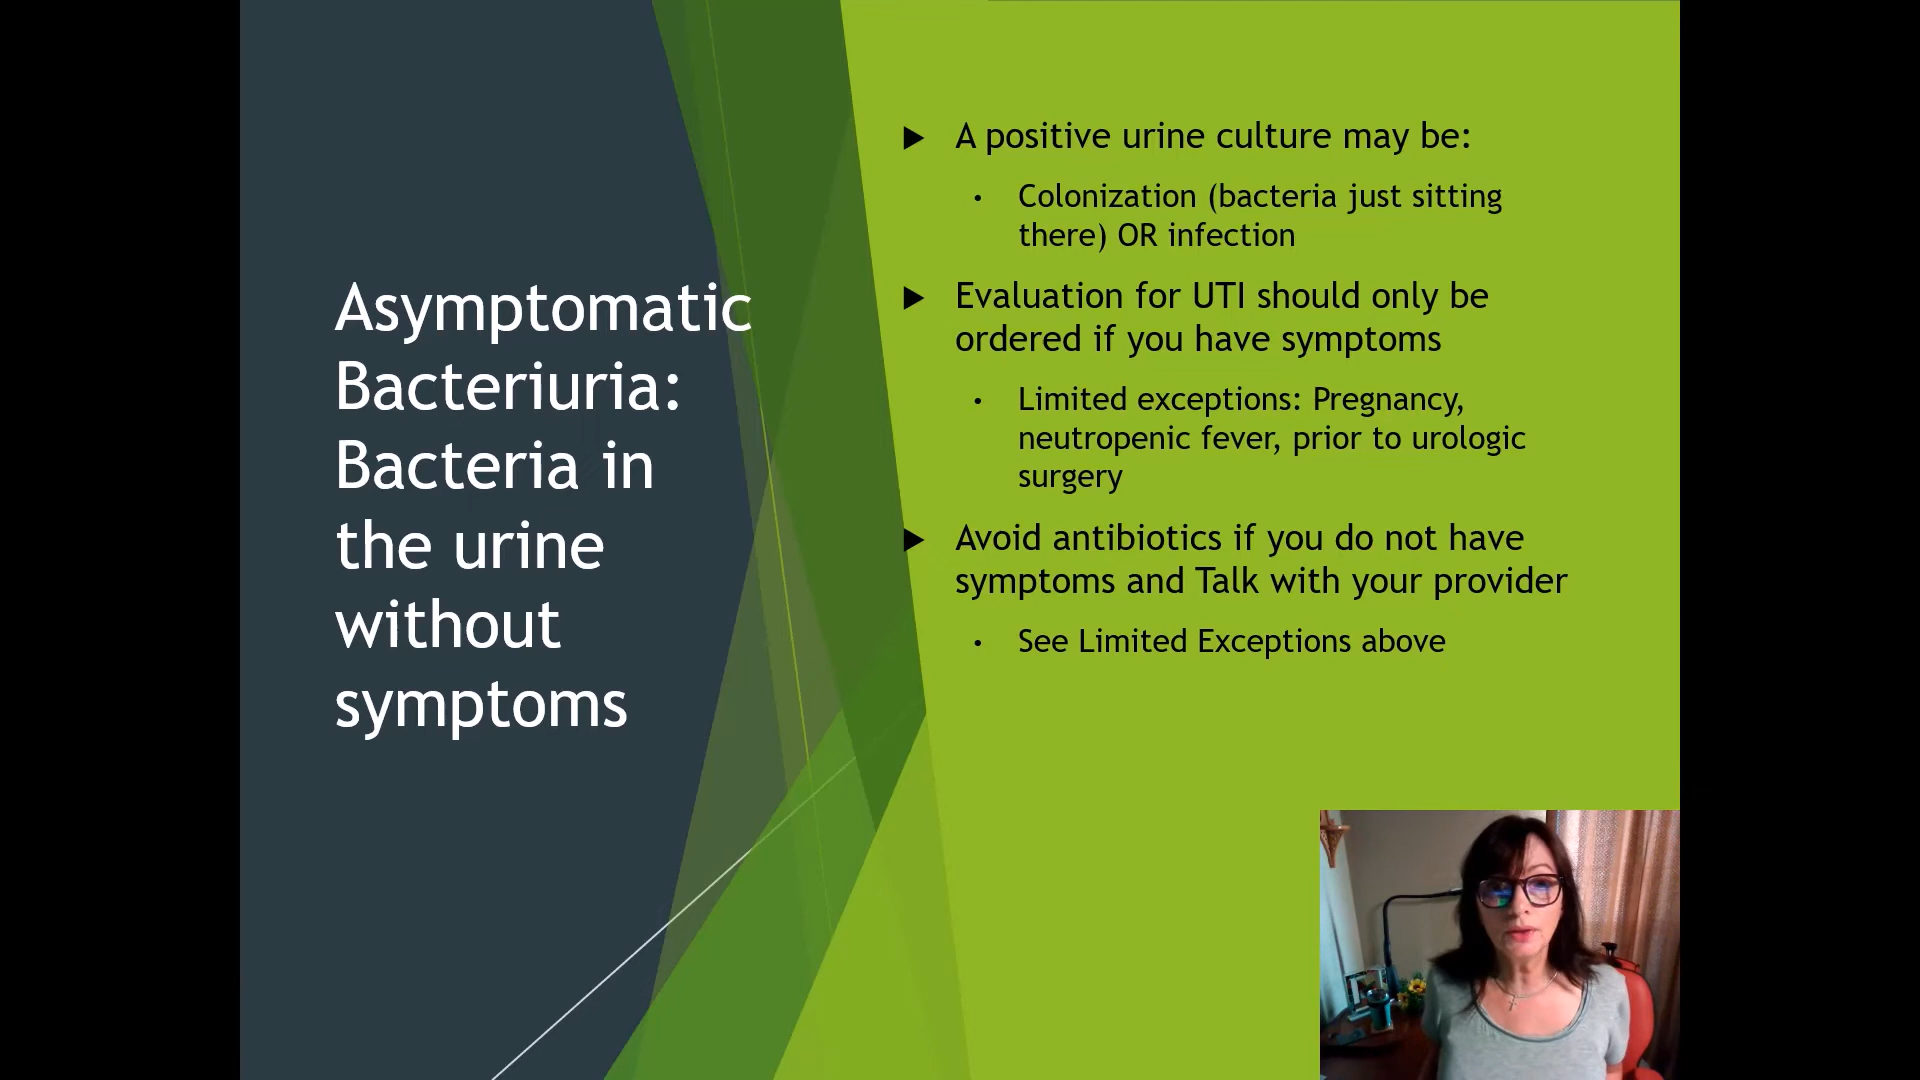 Asymptomatic
Bacteriuria:
Bacteria in
the urine
without
symptoms
A positive urine culture may be:
Colonization (bacteria just sitting
there) OR infection
Evaluation for UTI should only be
ordered if you have symptoms
Limited exceptions: Pregnancy,
neutropenic fever, prior to urologic
surgery
Avoid antibiotics if you do not have
symptoms and Talk with your provider
See Limited Exceptions above